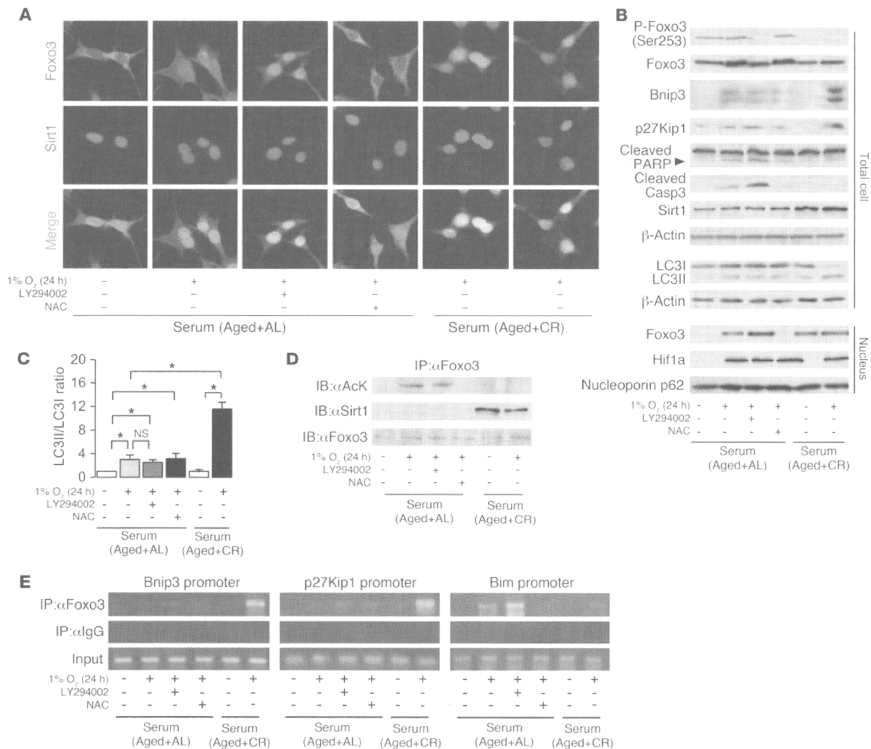 A
Foxo3
Sirt1
Merge
1% O2 (24 h) – + + + + +
LY294002 – – + – – –
NAC – – – + – –
Serum (Aged+AL) Serum (Aged+CR)
B
P-Foxo3
(Ser253)
Foxo3
Bnip3
p27Kip1
Cleaved
PARP
Cleaved
Casp3
Sirt1
β-Actin
LC3I
LC3II
β-Actin
Total cell
Foxo3
Hif1a
Nucleoporin p62
Nucleus
1% O2 (24 h) – + + + – +
LY294002 – – + – – –
NAC – – – + – –
Serum
(Aged+AL)
Serum
(Aged+CR)
C
LC3II/LC3I ratio
20
16
12
8
4
0
* * * * NS *
1% O2 (24 h) – + + + – +
LY294002 – – + – – –
NAC – – – + – –
Serum
(Aged+AL)
Serum
(Aged+CR)
D
IP:αFoxo3
IB:αAcK
IB:αSirt1
IB:αFoxo3
1% O2 (24 h) – + + + – +
LY294002 – – + – – –
NAC – – – + – –
Serum
(Aged+AL)
Serum
(Aged+CR)
E
Bnip3 promoter p27Kip1 promoter Bim promoter
IP:αFoxo3
IP:αIgG
Input
1% O2 (24 h) – + + + – + – + + + – + – + + + – +
LY294002 – – + – – – – – + – – – – – + – – –
NAC – – – + – – – – – + – – – – – + – –
Serum Serum Serum Serum Serum Serum
(Aged+AL) (Aged+CR) (Aged+AL) (Aged+CR) (Aged+AL) (Aged+CR)